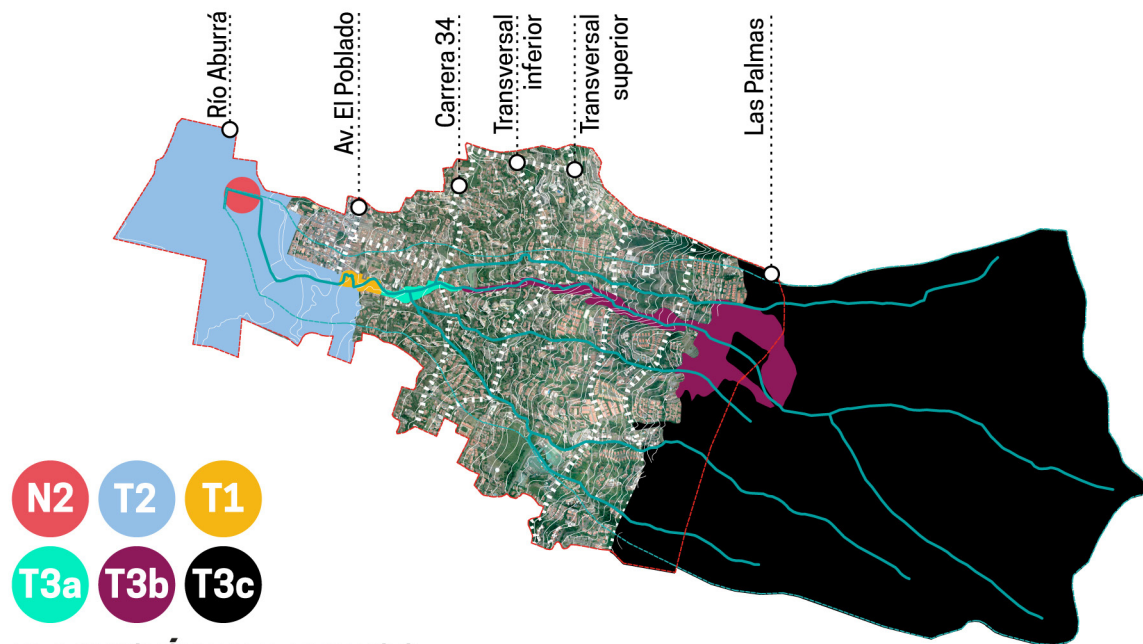 Río Aburrá
Av. El Poblado
Carrera 34
Transversal
inferior
Transversal
superior
Las Palmas
N2
T2
T1
T3a
T3b
T3c